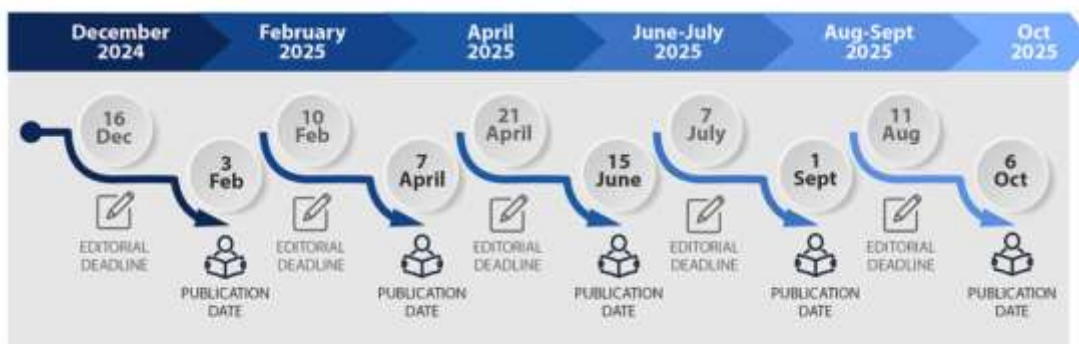 December
2024
February
2025
April
2025
June-July
2025
Aug-Sept
2025
Oct
2025
16
Dec
3
Feb
10
Feb
7
April
21
April
15
June
7
July
1
Sept
11
Aug
6
Oct
EDITORIAL
DEADLINE
PUBLICATION
DATE
EDITORIAL
DEADLINE
PUBLICATION
DATE
EDITORIAL
DEADLINE
PUBLICATION
DATE
EDITORIAL
DEADLINE
PUBLICATION
DATE
EDITORIAL
DEADLINE
PUBLICATION
DATE